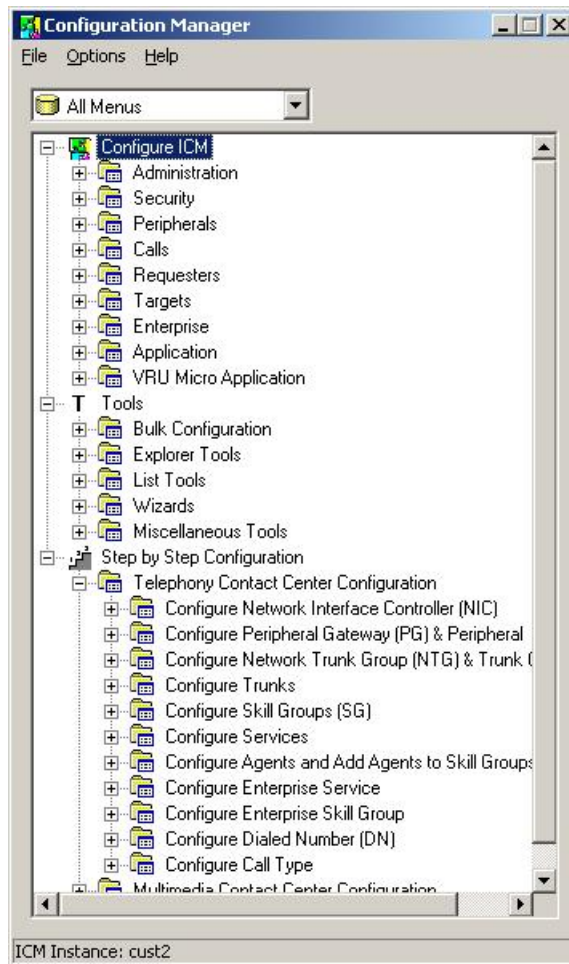 Configuration Manager
File Options Help
All Menus
Configure ICM
Administration
Security
Peripherals
Calls
Requesters
Targets
Enterprise
Application
VRU Micro Application
T Tools
Bulk Configuration
Explorer Tools
List Tools
Wizards
Miscellaneous Tools
Step by Step Configuration
Telephony Contact Center Configuration
Configure Network Interface Controller (NIC)
Configure Peripheral Gateway (PG) & Peripheral
Configure Network Trunk Group (NTG) & Trunk
Configure Trunks
Configure Skill Groups (SG)
Configure Services
Configure Agents and Add Agents to Skill Groups
Configure Enterprise Service
Configure Enterprise Skill Group
Configure Dialed Number (DN)
Configure Call Type
Multimedia Contact Center Configuration
ICM Instance: cust2